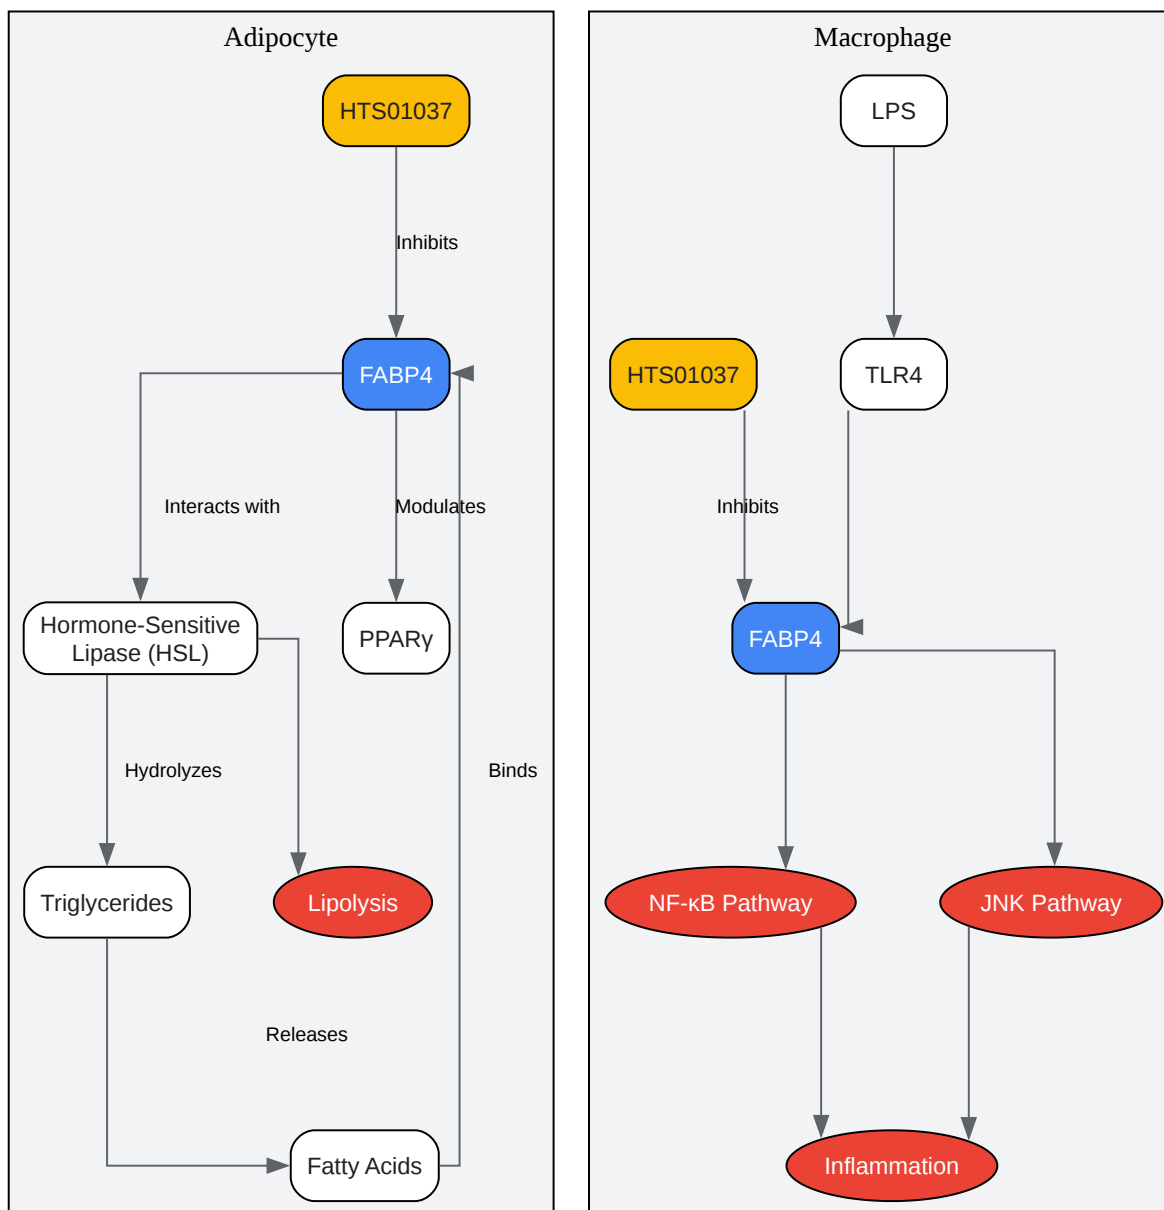 Adipocyte
HTS01037
Inhibits
FABP4
Interacts with
Modulates
Hormone-Sensitive
Lipase (HSL)
PPARγ
Hydrolyzes
Binds
Triglycerides
Lipolysis
Releases
Fatty Acids
Macrophage
LPS
HTS01037
TLR4
Inhibits
FABP4
NF-κB Pathway
JNK Pathway
Inflammation